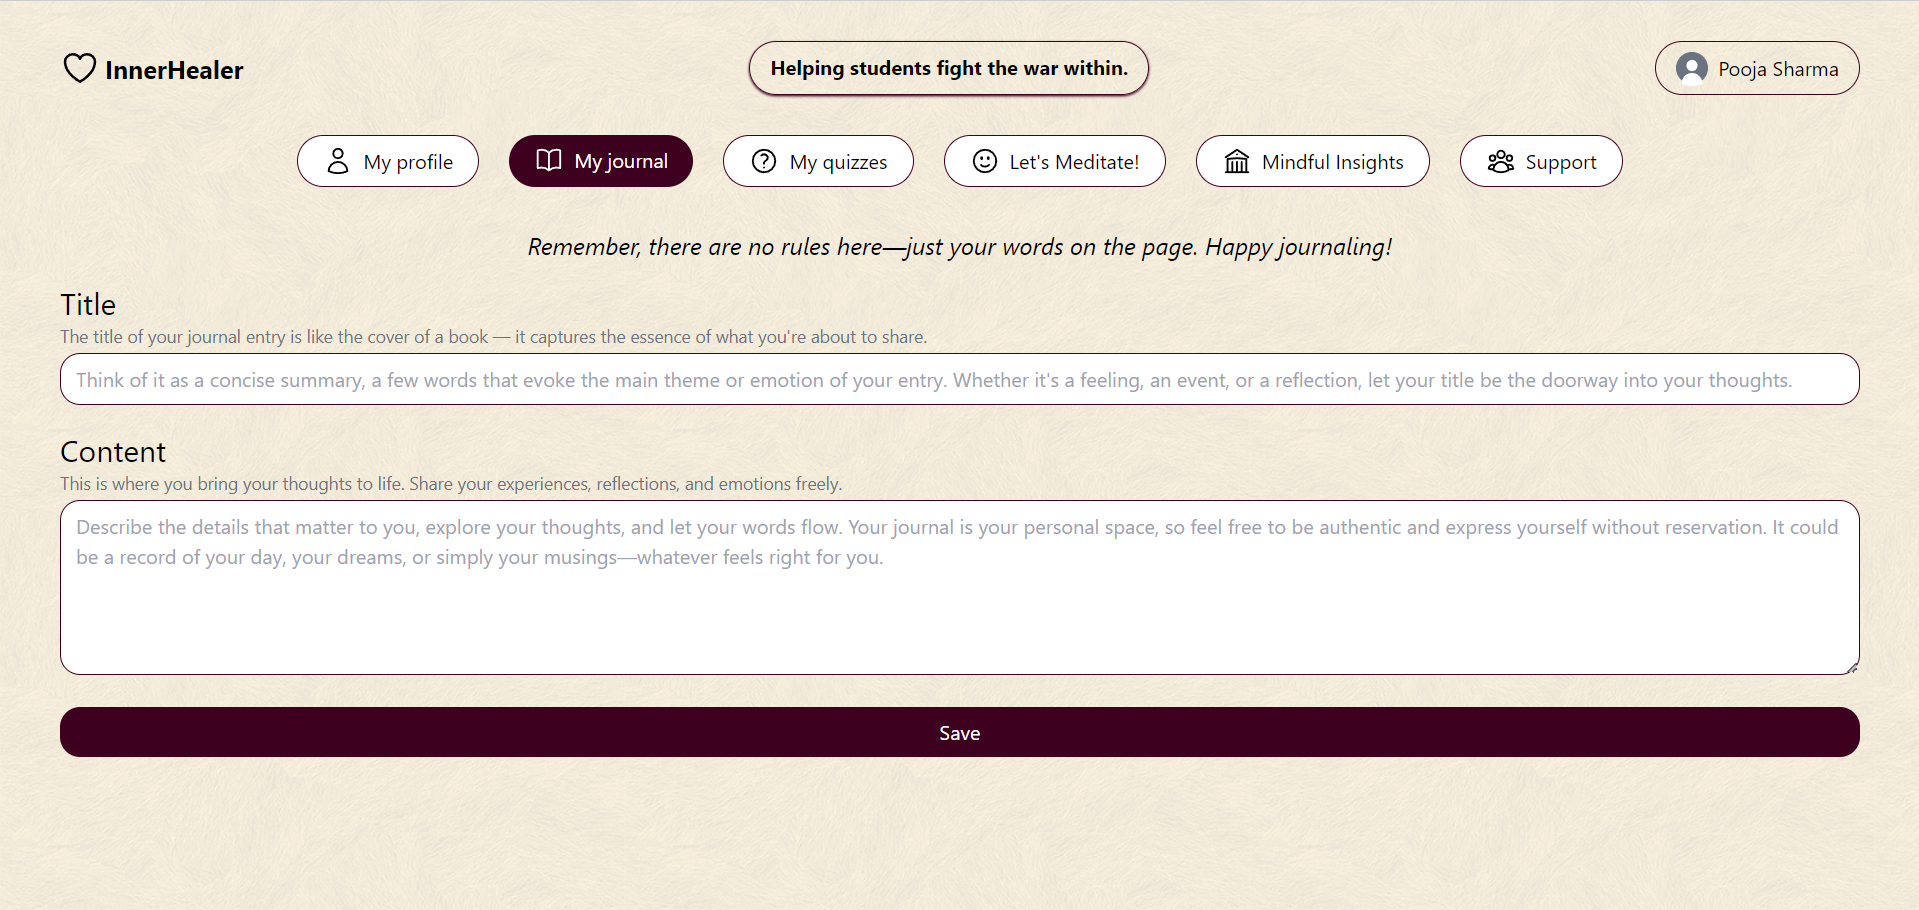 InnerHealer
Helping students fight the war within.
Pooja Sharma
My profile
My journal
My quizzes
Let's Meditate!
Mindful Insights
Support
Remember, there are no rules here—just your words on the page. Happy journaling!
Title
The title of your journal entry is like the cover of a book — it captures the essence of what you're about to share.
Think of it as a concise summary, a few words that evoke the main theme or emotion of your entry. Whether it's a feeling, an event, or a reflection, let your title be the doorway into your thoughts.
Content
This is where you bring your thoughts to life. Share your experiences, reflections, and emotions freely.
Describe the details that matter to you, explore your thoughts, and let your words flow. Your journal is your personal space, so feel free to be authentic and express yourself without reservation. It could
be a record of your day, your dreams, or simply your musings—whatever feels right for you.
Save